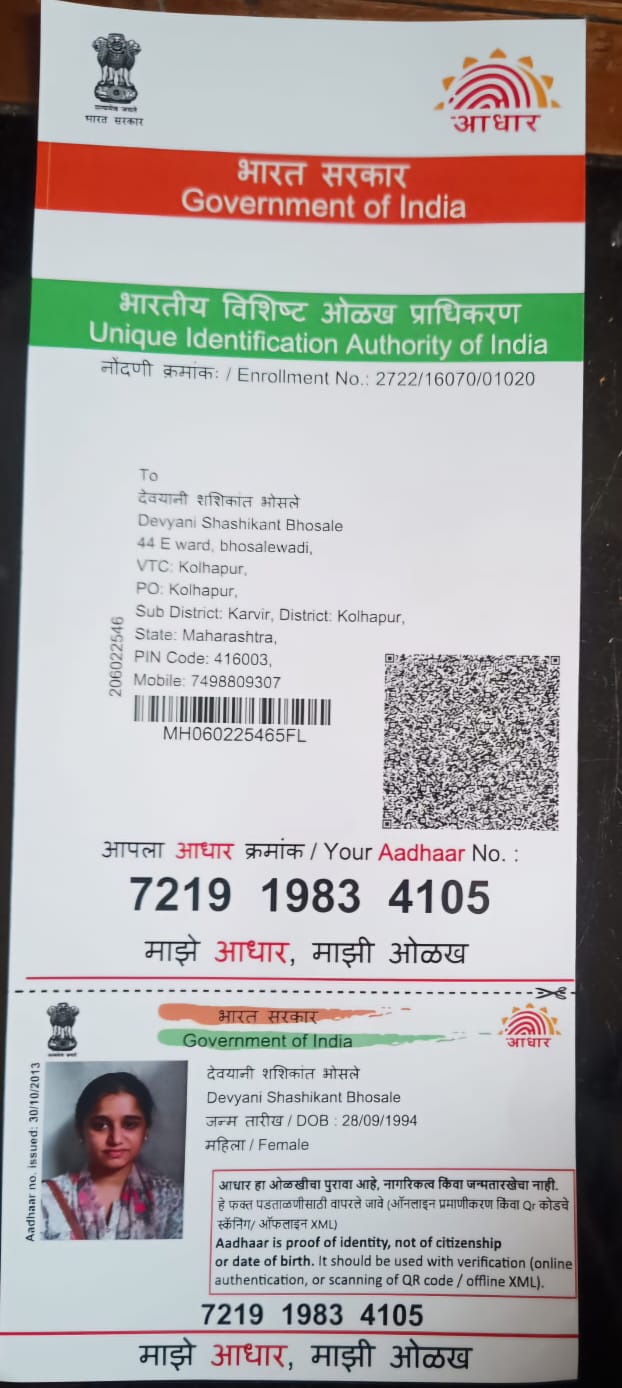 सत्यमेव जयते
भारत सरकार
आधार
भारत सरकार
Government of India
भारतीय विशिष्ट ओळख प्राधिकरण
Unique Identification Authority of India
नोंदणी क्रमांकः / Enrollment No.: 2722/16070/01020
To
देवयानी शशिकांत भोसले
Devyani Shashikant Bhosale
44 E ward, bhosalewadi,
VTC: Kolhapur,
PO: Kolhapur,
Sub District: Karvir, District: Kolhapur,
State: Maharashtra,
PIN Code: 416003,
Mobile: 7498809307
206022546
MH060225465FL
आपला आधार क्रमांक / Your Aadhaar No. :
7219 1983 4105
माझे आधार, माझी ओळख
भारत सरकार
Government of India
आधार
Aadhaar no. issued: 30/10/2013
देवयानी शशिकांत भोसले
Devyani Shashikant Bhosale
जन्म तारीख / DOB : 28/09/1994
महिला / Female
आधार हा ओळखीचा पुरावा आहे, नागरिकत्व किंवा जन्मतारखेचा नाही.
हे फक्त पडताळणीसाठी वापरले जावे (ऑनलाइन प्रमाणीकरण किंवा Qr कोडचे
स्कॅनिंग/ ऑफलाइन XML)
Aadhaar is proof of identity, not of citizenship
or date of birth. It should be used with verification (online
authentication, or scanning of QR code / offline XML).
7219 1983 4105
माझे आधार, माझी ओळख